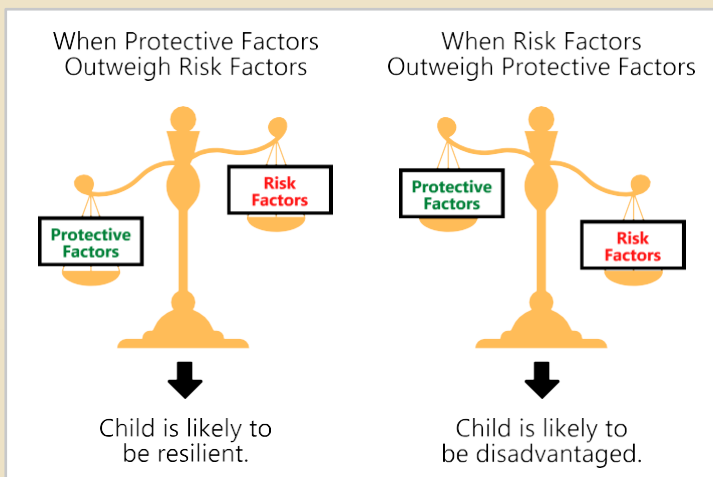 When Protective Factors
Outweigh Risk Factors
Protective
Factors
Risk
Factors
Child is likely to
be resilient.
When Risk Factors
Outweigh Protective Factors
Protective
Factors
Risk
Factors
Child is likely to
be disadvantaged.